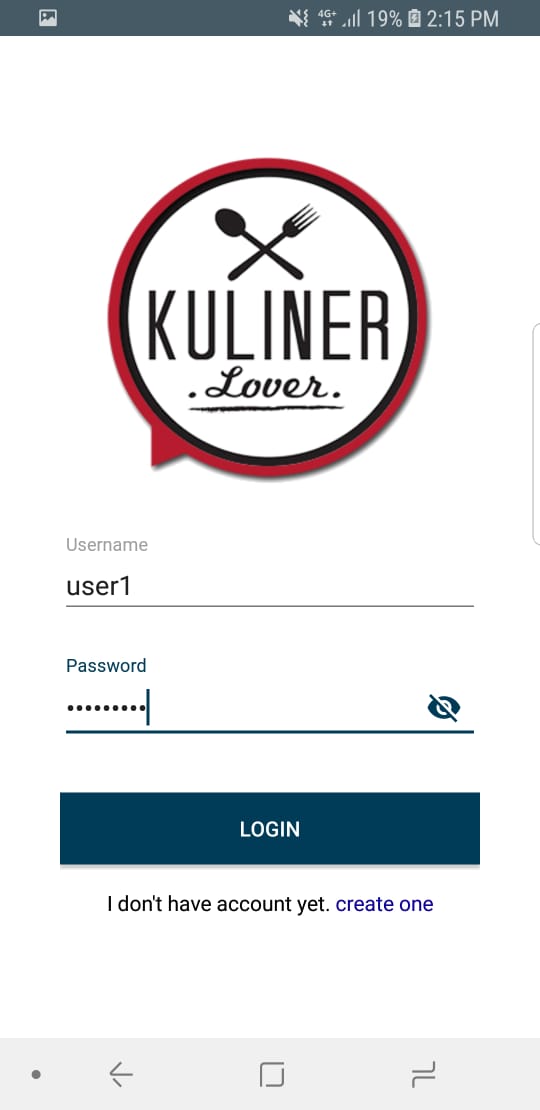 4G+ 19% 2:15 PM
KULINER
.Lover.
Username
user1
Password
•••••••••
LOGIN
I don't have account yet. create one